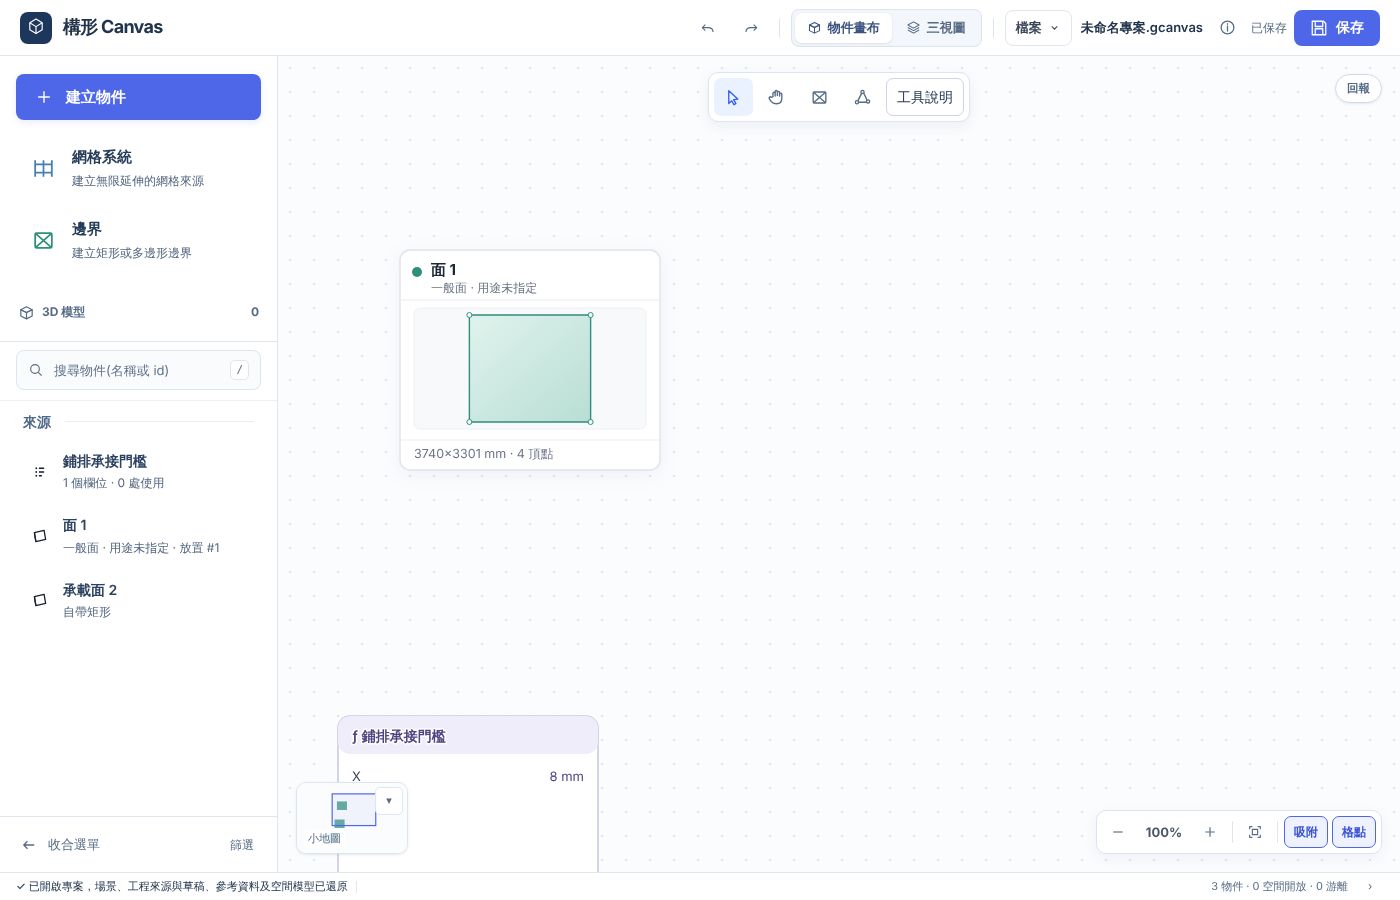 構形 Canvas
物件畫布
三視圖
檔案
未命名專案.gcanvas
已保存
保存
建立物件
網格系統
建立無限延伸的網格來源
邊界
建立矩形或多邊形邊界
3D 模型
0
搜尋物件(名稱或 id)
/
來源
鋪排承接門檻
1 個欄位 · 0 處使用
面 1
一般面 · 用途未指定 · 放置 #1
承載面 2
自帶矩形
收合選單
篩選
工具說明
回報
面 1
一般面 · 用途未指定
3740×3301 mm · 4 頂點
ƒ 鋪排承接門檻
X
8 mm
小地圖
100%
吸附
格點
✓ 已開啟專案，場景、工程來源與草稿、參考資料及空間模型已還原
3 物件 · 0 空間開放 · 0 游離